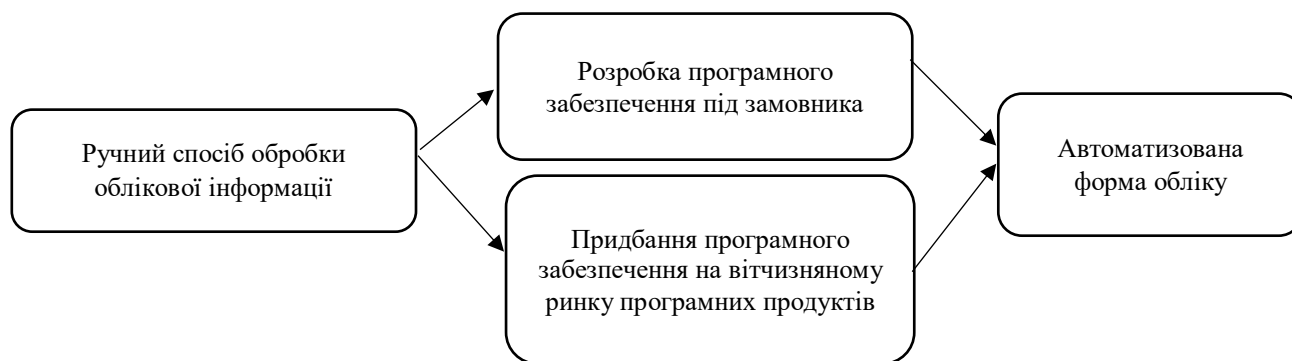 Ручний спосіб обробки
облікової інформації
Розробка програмного
забезпечення під замовника
Придбання програмного
забезпечення на вітчизняному
ринку програмних продуктів
Автоматизована
форма обліку